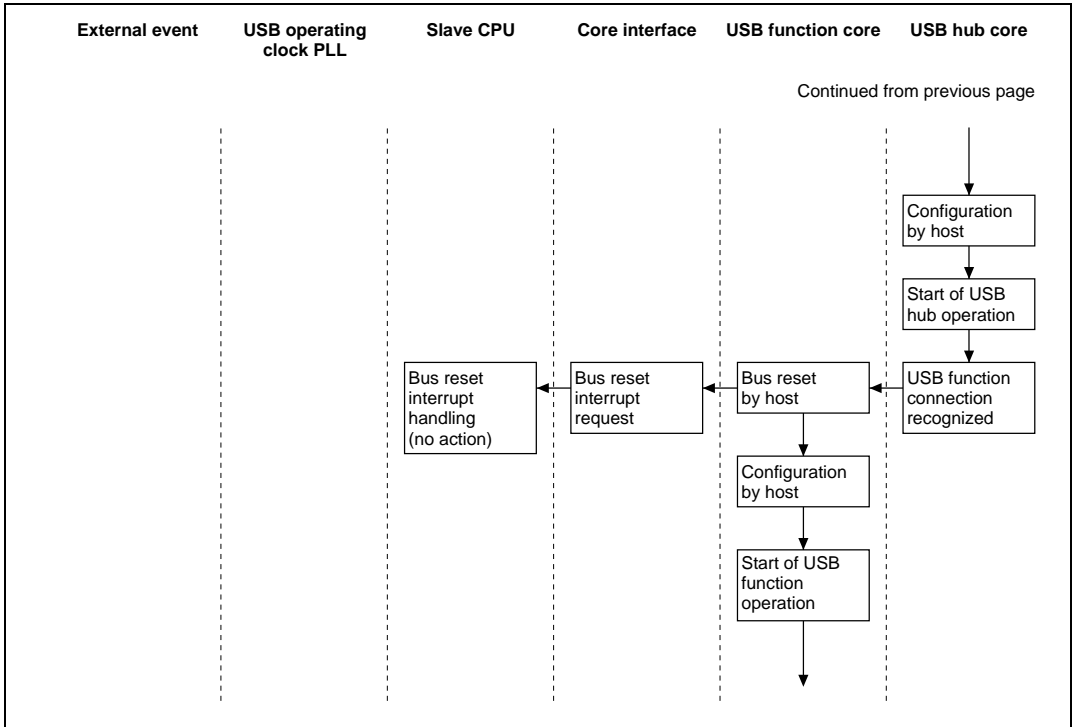 External event
USB operating
clock PLL
Slave CPU
Core interface
USB function core
USB hub core
Continued from previous page
Configuration
by host
Start of USB
hub operation
Bus reset
interrupt
handling
(no action)
Bus reset
interrupt
request
Bus reset
by host
USB function
connection
recognized
Configuration
by host
Start of USB
function
operation